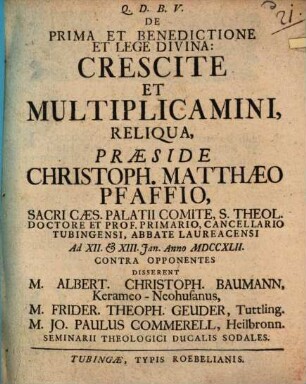 Q. D. B. V.
21.
DE
PRIMA ET BENEDICTIONE
ET LEGE DIVINA:
CRESCITE
ET
MULTIPLICAMINI,
RELIQUA,
PRÆSIDE
CHRISTOPH. MATTHÆO
PFAFFIO,
SACRI CÆS. PALATII COMITE, S. THEOL.
DOCTORE ET PROF. PRIMARIO, CANCELLARIO
TUBINGENSI, ABBATE LAUREACENSI
Ad XII. & XIII. Jan. Anno MDCCXLII.
CONTRA OPPONENTES
DISSERENT
M. ALBERT. CHRISTOPH. BAUMANN,
Kerameo-Neohusanus,
M. FRIDER. THEOPH. GEUDER, Tuttling.
M. JO. PAULUS COMMERELL, Heilbronn.
SEMINARII THEOLOGICI DUCALIS SODALES.
TUBINGÆ, TYPIS ROEBELIANIS.